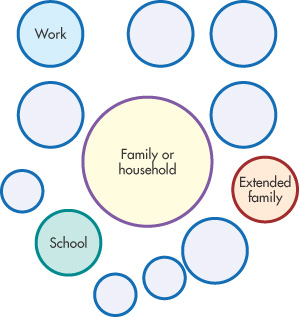 Work
Family or
household
Extended
family
School